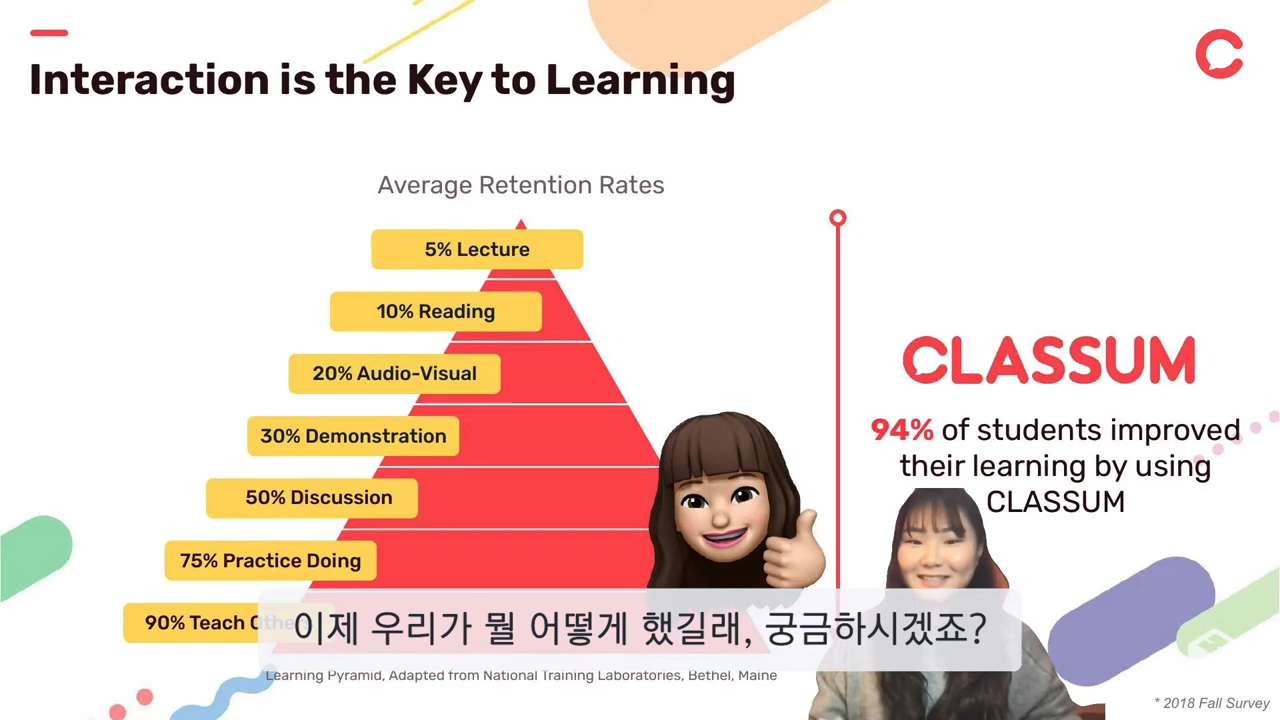 Interaction is the Key to Learning
Average Retention Rates
5% Lecture
10% Reading
20% Audio-Visual
30% Demonstration
50% Discussion
75% Practice Doing
90% Teach Others
Learning Pyramid, Adapted from National Training Laboratories, Bethel, Maine
CLASSUM
94% of students improved
their learning by using
CLASSUM
이제 우리가 뭘 어떻게 했길래, 궁금하시겠죠?
* 2018 Fall Survey